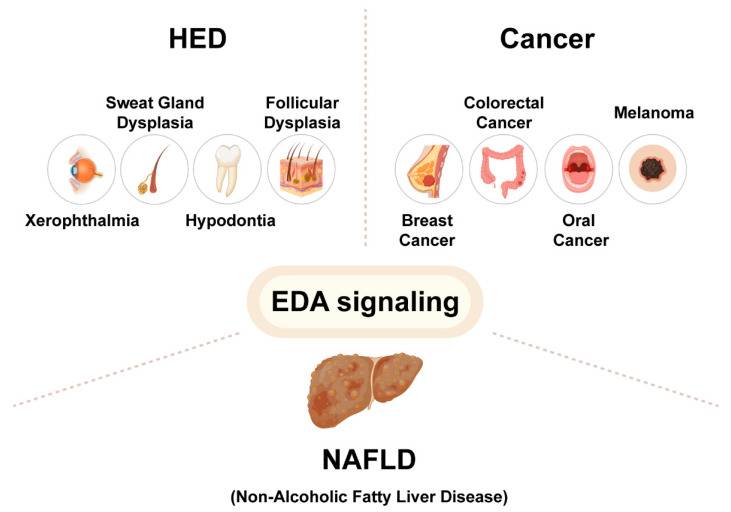 HED
Cancer
Sweat Gland
Dysplasia
Follicular
Dysplasia
Colorectal
Cancer
Melanoma
Xerophthalmia
Hypodontia
Breast
Cancer
Oral
Cancer
EDA signaling
NAFLD
(Non-Alcoholic Fatty Liver Disease)